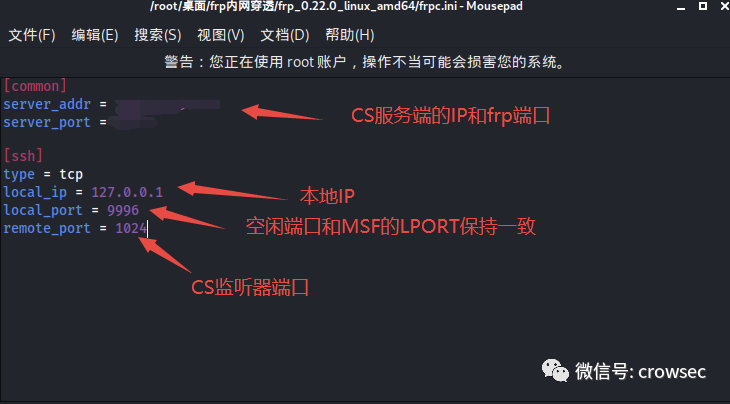 /root/桌面/frp内网穿透/frp_0.22.0_linux_amd64/frpc.ini - Mousepad
文件(F) 编辑(E) 搜索(S) 视图(V) 文档(D) 帮助(H)
警告：您正在使用 root 账户，操作不当可能会损害您的系统。
[common]
server_addr =
server_port =
CS服务端的IP和frp端口
[ssh]
type = tcp
local_ip = 127.0.0.1
本地IP
local_port = 9996
空闲端口和MSF的LPORT保持一致
remote_port = 1024
CS监听器端口
微信号: crowsec